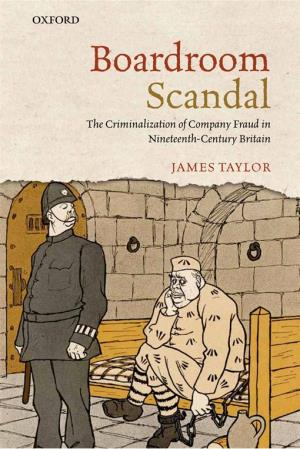 OXFORD
Boardroom
Scandal
The Criminalization of Company Fraud in
Nineteenth-Century Britain
JAMES TAYLOR